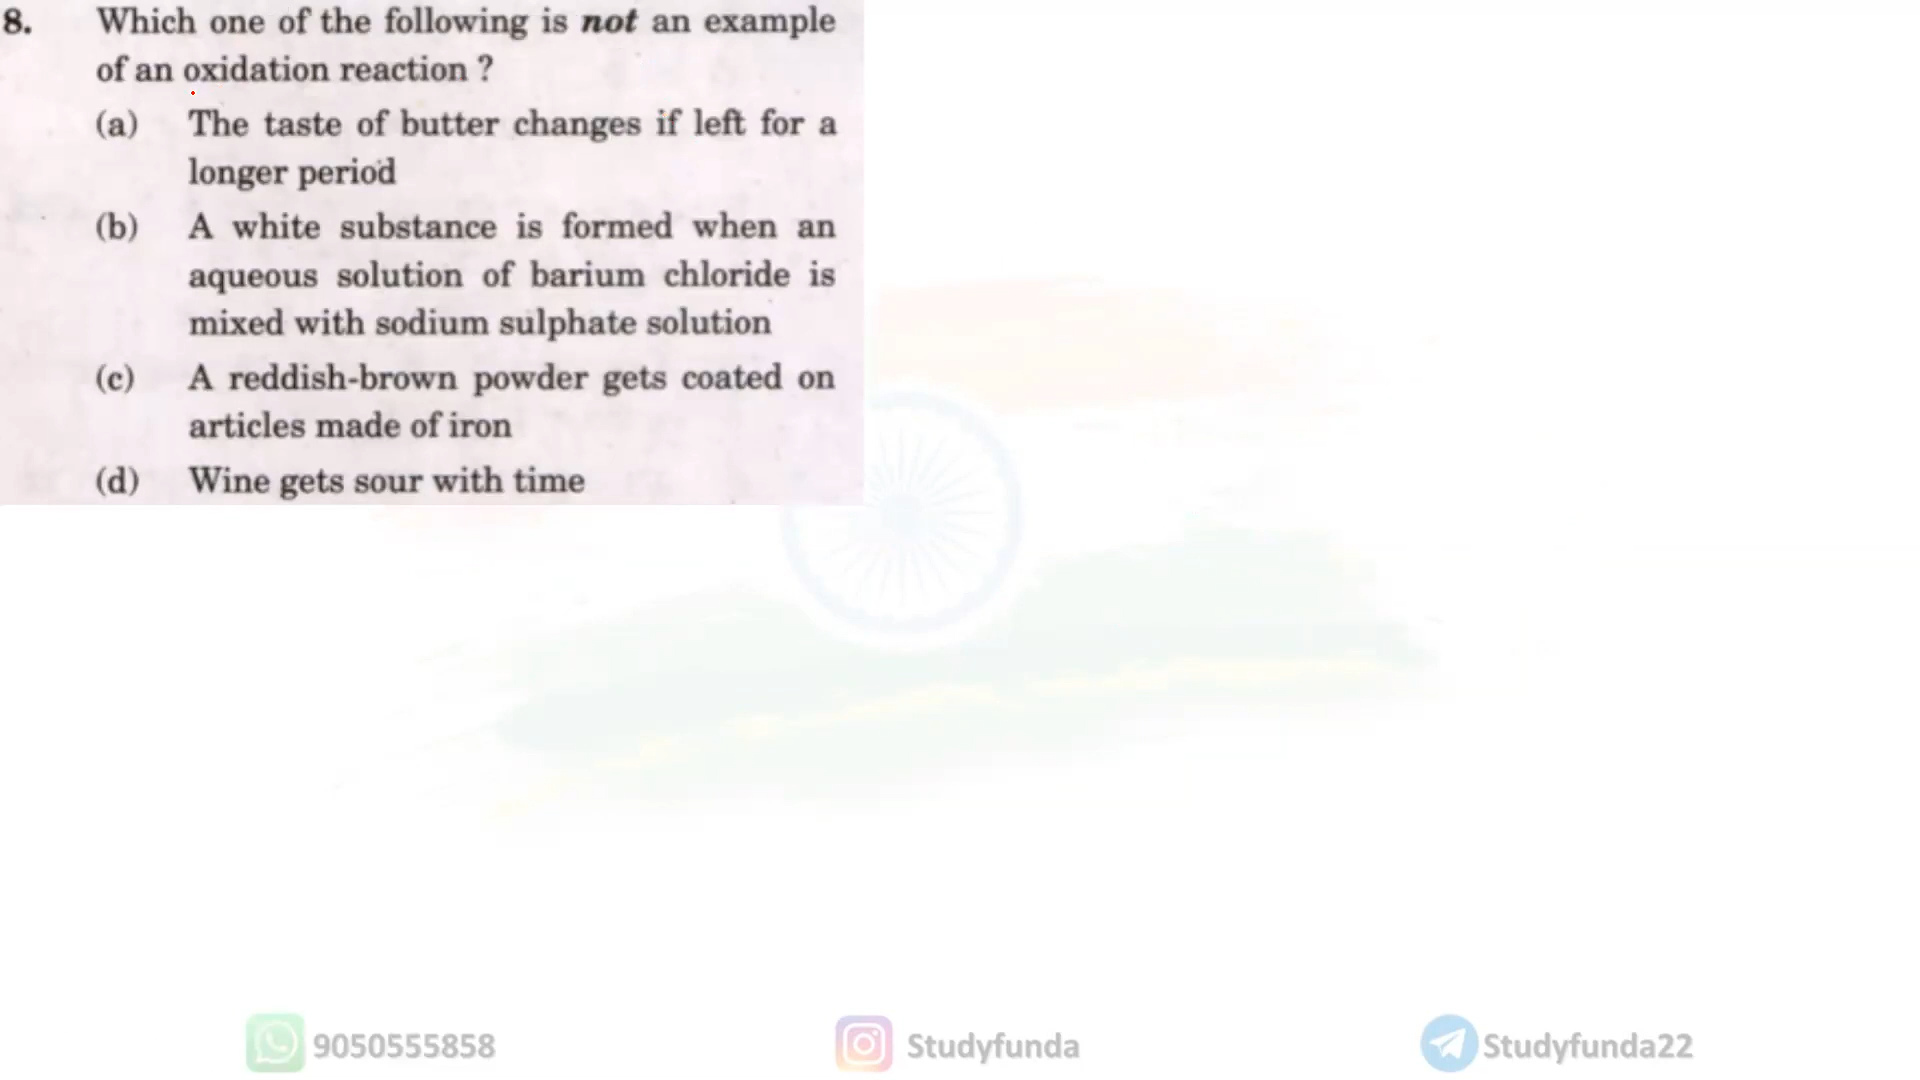 8. Which one of the following is not an example
of an oxidation reaction ?
(a) The taste of butter changes if left for a
longer period
(b) A white substance is formed when an
aqueous solution of barium chloride is
mixed with sodium sulphate solution
(c) A reddish-brown powder gets coated on
articles made of iron
(d) Wine gets sour with time
9050555858
Studyfunda
Studyfunda22